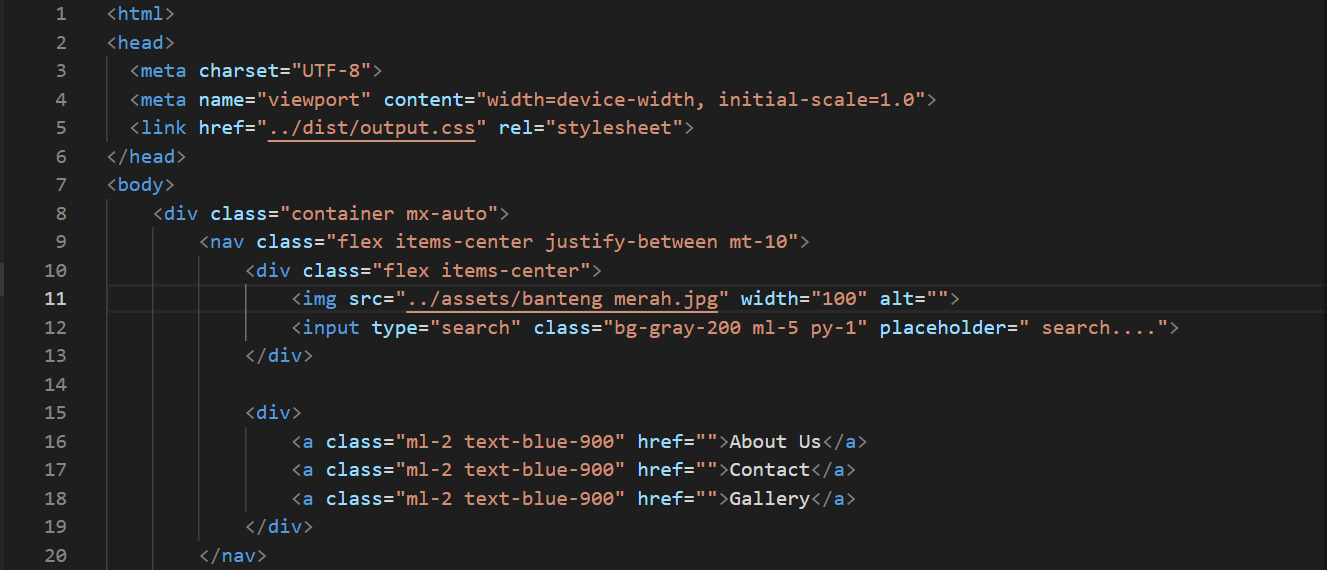 1 <html>
2 <head>
3   <meta charset="UTF-8">
4   <meta name="viewport" content="width=device-width, initial-scale=1.0">
5   <link href="../dist/output.css" rel="stylesheet">
6 </head>
7 <body>
8     <div class="container mx-auto">
9         <nav class="flex items-center justify-between mt-10">
10             <div class="flex items-center">
11                 <img src="../assets/banteng merah.jpg" width="100" alt="">
12                 <input type="search" class="bg-gray-200 ml-5 py-1" placeholder=" search....">
13             </div>
14
15             <div>
16                 <a class="ml-2 text-blue-900" href="">About Us</a>
17                 <a class="ml-2 text-blue-900" href="">Contact</a>
18                 <a class="ml-2 text-blue-900" href="">Gallery</a>
19             </div>
20         </nav>